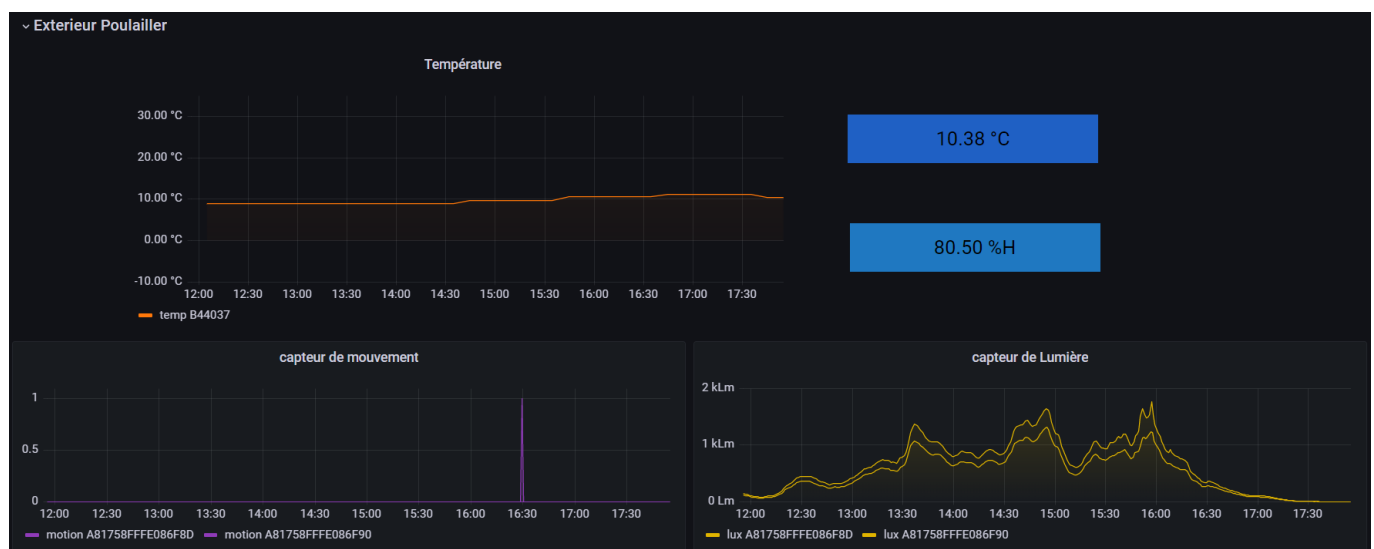 Exterieur Poulailler
Température
30.00 °C
20.00 °C
10.00 °C
0.00 °C
-10.00 °C
12:00 12:30 13:00 13:30 14:00 14:30 15:00 15:30 16:00 16:30 17:00 17:30
temp B44037
10.38 °C
80.50 %H
capteur de mouvement
1
0.5
0
12:00 12:30 13:00 13:30 14:00 14:30 15:00 15:30 16:00 16:30 17:00 17:30
motion A81758FFFE086F8D motion A81758FFFE086F90
capteur de Lumière
2 kLm
1 kLm
0 Lm
12:00 12:30 13:00 13:30 14:00 14:30 15:00 15:30 16:00 16:30 17:00 17:30
lux A81758FFFE086F8D lux A81758FFFE086F90